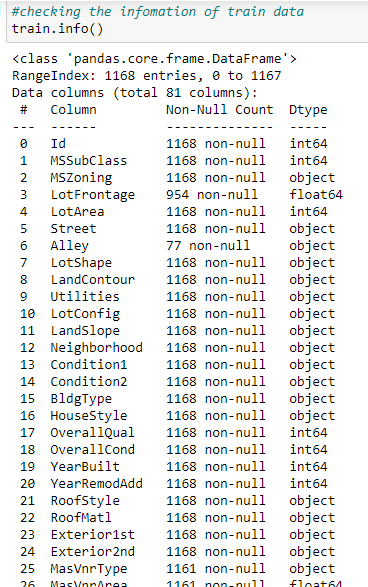 #checking the infomation of train data
train.info()
<class 'pandas.core.frame.DataFrame'>
RangeIndex: 1168 entries, 0 to 1167
Data columns (total 81 columns):
 #   Column         Non-Null Count  Dtype
---  ------         --------------  -----
 0   Id             1168 non-null   int64
 1   MSSubClass     1168 non-null   int64
 2   MSZoning       1168 non-null   object
 3   LotFrontage    954 non-null    float64
 4   LotArea        1168 non-null   int64
 5   Street         1168 non-null   object
 6   Alley          77 non-null     object
 7   LotShape       1168 non-null   object
 8   LandContour    1168 non-null   object
 9   Utilities      1168 non-null   object
 10  LotConfig      1168 non-null   object
 11  LandSlope      1168 non-null   object
 12  Neighborhood   1168 non-null   object
 13  Condition1     1168 non-null   object
 14  Condition2     1168 non-null   object
 15  BldgType       1168 non-null   object
 16  HouseStyle     1168 non-null   object
 17  OverallQual    1168 non-null   int64
 18  OverallCond    1168 non-null   int64
 19  YearBuilt      1168 non-null   int64
 20  YearRemodAdd   1168 non-null   int64
 21  RoofStyle      1168 non-null   object
 22  RoofMatl       1168 non-null   object
 23  Exterior1st    1168 non-null   object
 24  Exterior2nd    1168 non-null   object
 25  MasVnrType     1161 non-null   object
 26  MasVnrArea     1161 non-null   float64